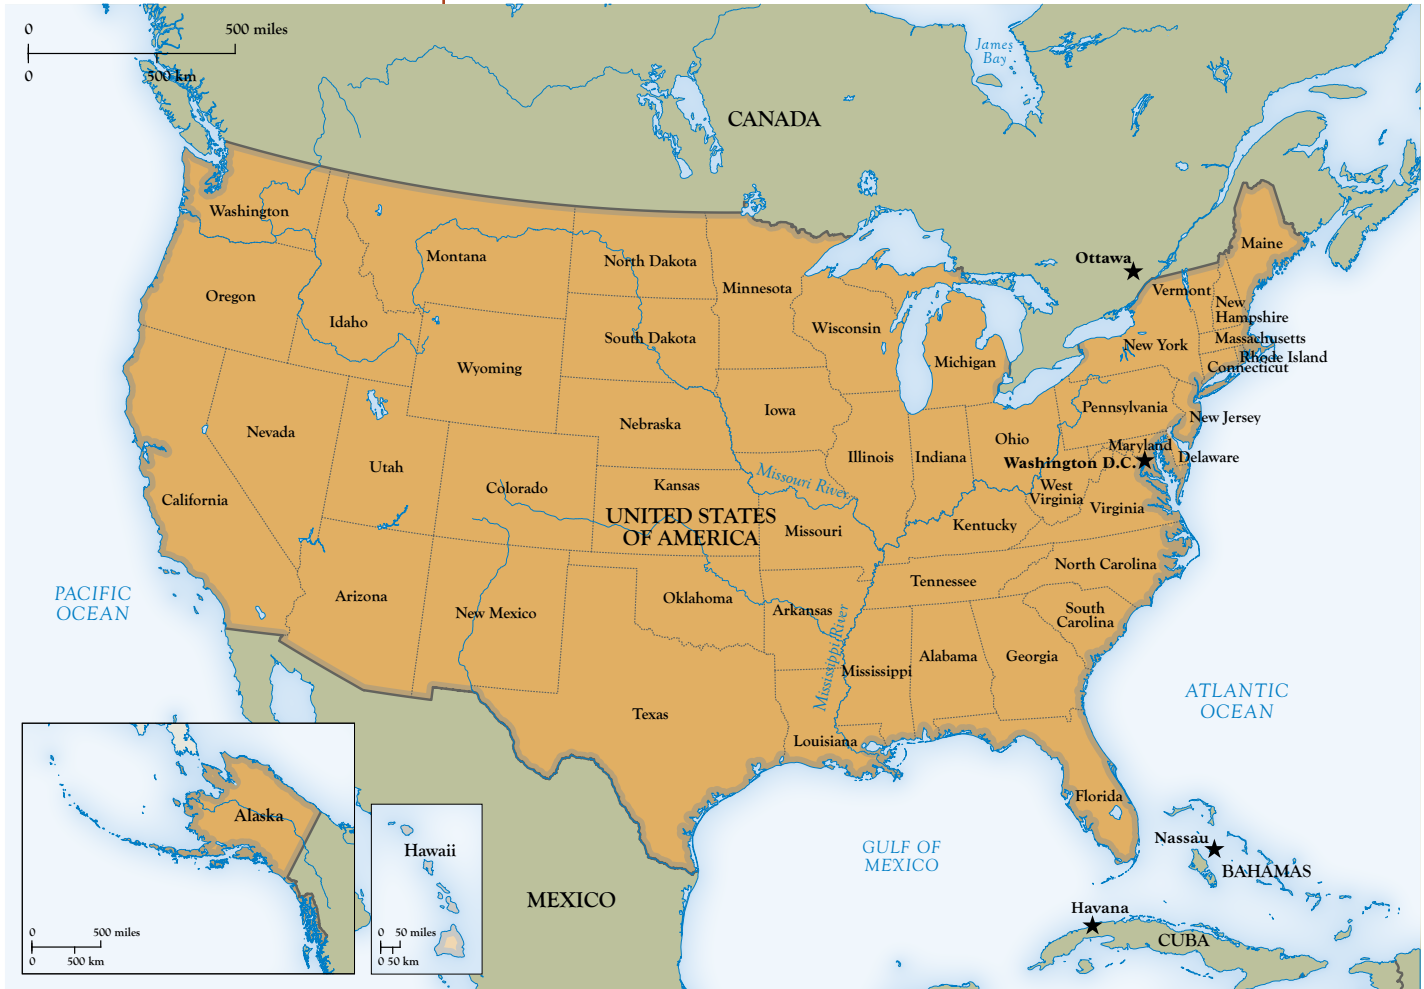 0
500 miles
0
500 km
James
Bay
CANADA
Washington
Montana
North Dakota
Minnesota
Ottawa
Maine
Vermont
New
Hampshire
Oregon
Idaho
South Dakota
Wisconsin
Michigan
New York
Massachusetts
Rhode Island
Connecticut
Wyoming
Nebraska
Iowa
Pennsylvania
New Jersey
Nevada
Utah
Colorado
Kansas
Missouri River
Illinois
Indiana
Ohio
Maryland
Washington D.C.
Delaware
West
Virginia
Virginia
California
UNITED STATES
OF AMERICA
Missouri
Kentucky
North Carolina
Tennessee
PACIFIC
OCEAN
Arizona
New Mexico
Oklahoma
Arkansas
Mississippi River
South
Carolina
Mississippi
Alabama
Georgia
ATLANTIC
OCEAN
Texas
Louisiana
Florida
Alaska
Hawaii
GULF OF
MEXICO
Nassau
BAHAMAS
MEXICO
Havana
CUBA
0
500 miles
0
500 km
0
50 miles
0
50 km